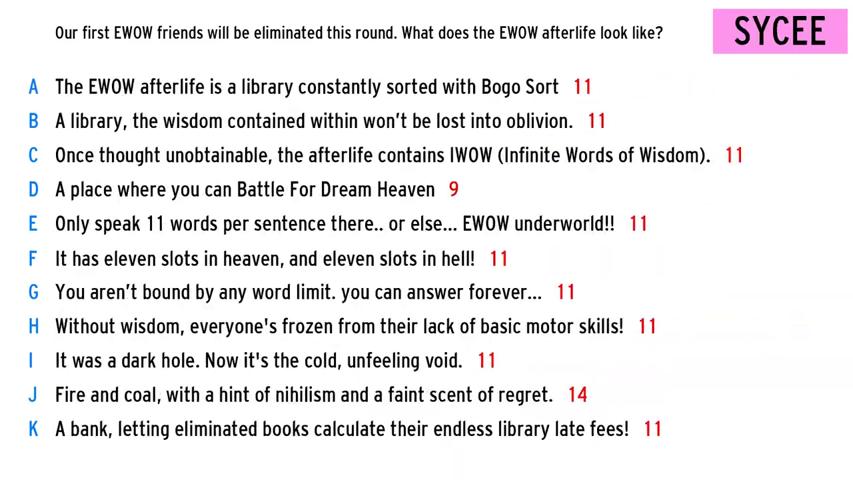 Our first EWOW friends will be eliminated this round. What does the EWOW afterlife look like?
SYCEE
A The EWOW afterlife is a library constantly sorted with Bogo Sort 11
B A library, the wisdom contained within won't be lost into oblivion. 11
C Once thought unobtainable, the afterlife contains IWOW (Infinite Words of Wisdom). 11
D A place where you can Battle For Dream Heaven 9
E Only speak 11 words per sentence there.. or else... EWOW underworld!! 11
F It has eleven slots in heaven, and eleven slots in hell! 11
G You aren't bound by any word limit. you can answer forever... 11
H Without wisdom, everyone's frozen from their lack of basic motor skills! 11
I It was a dark hole. Now it's the cold, unfeeling void. 11
J Fire and coal, with a hint of nihilism and a faint scent of regret. 14
K A bank, letting eliminated books calculate their endless library late fees! 11